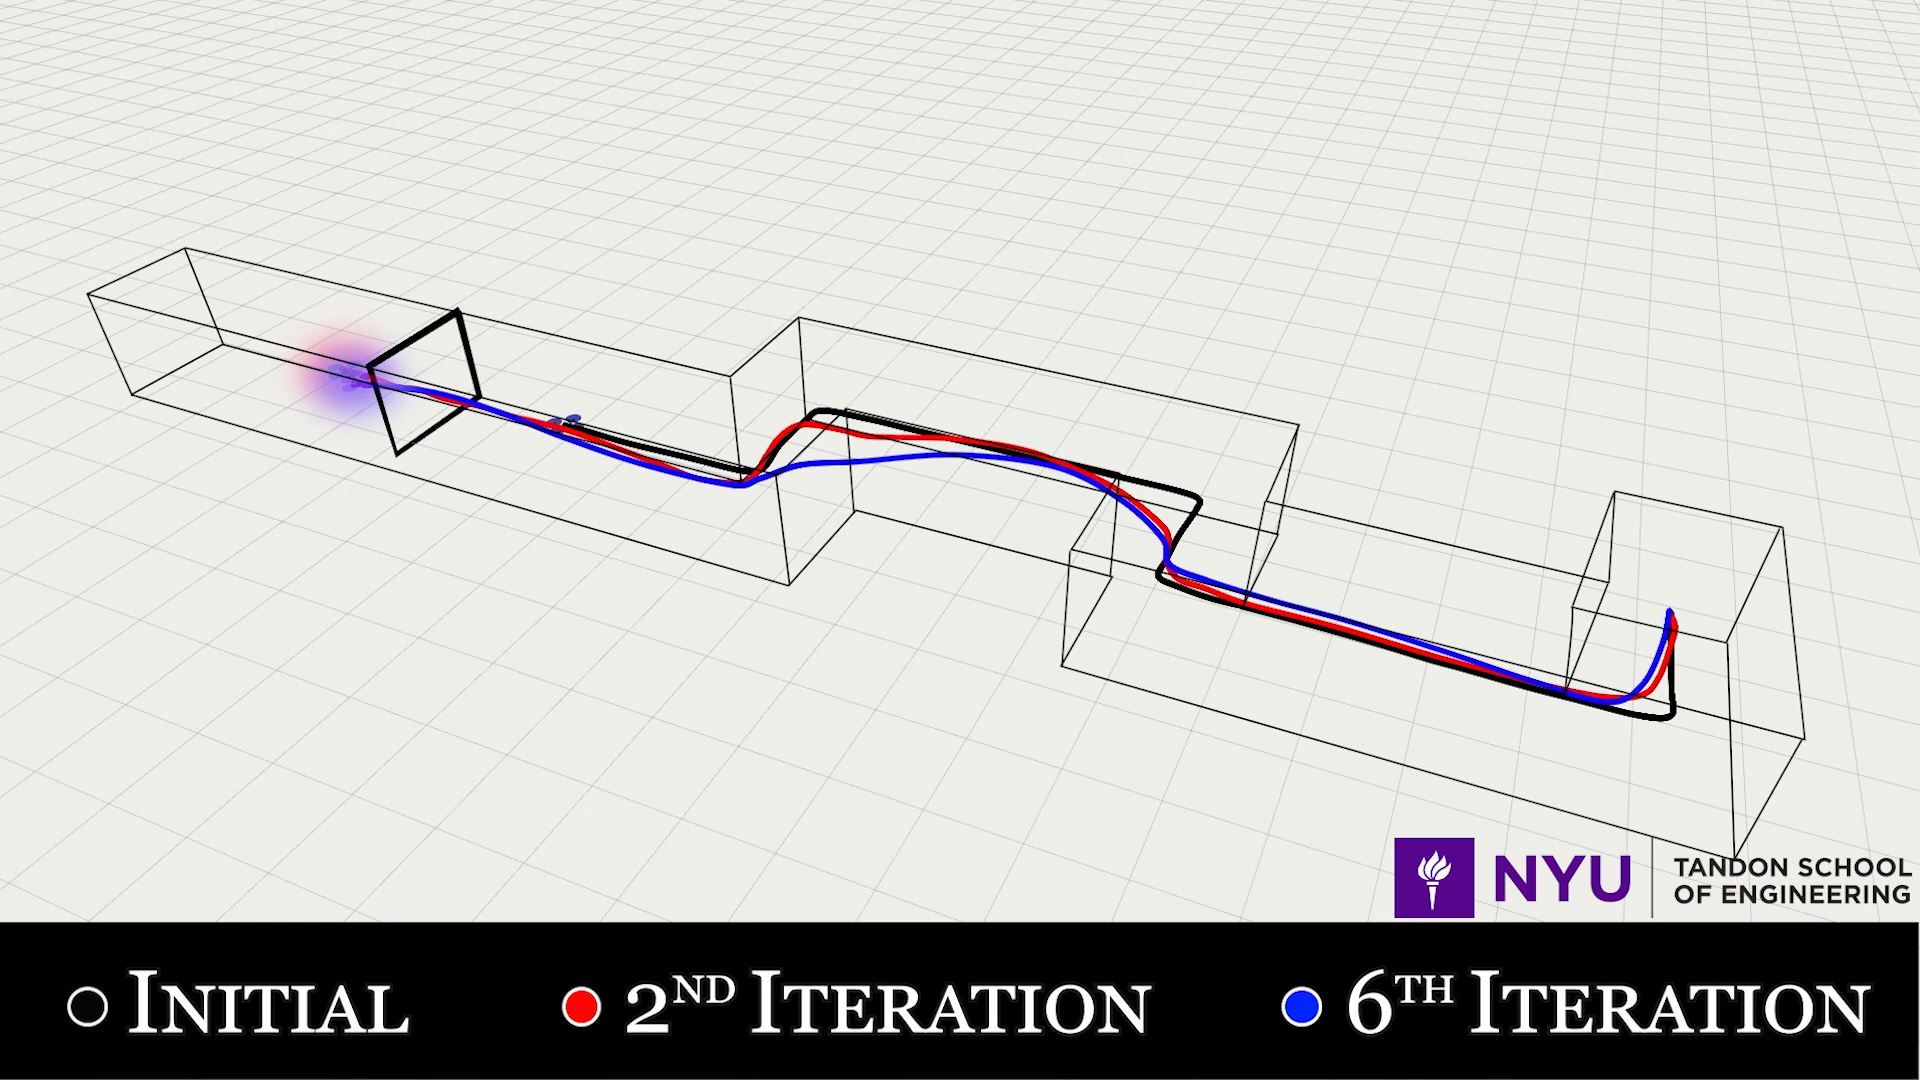 NYU
TANDON SCHOOL
OF ENGINEERING
INITIAL
2ND ITERATION
6TH ITERATION